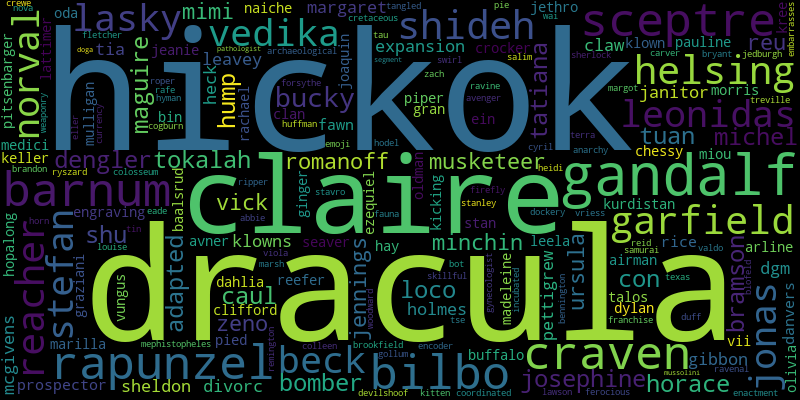 crewe nova lasky mimi naiche margaret tangled jethro pie sceptre
cretaceous oda vedika shideh wai kree embarrasses
fletcher tia jeanie expansion crocker claw klown pauline reu
doga hickok tau
pathologist leavey archaeological swirl salim sherlock carver bryant jedburgh
norval lattimer pitsenbarger maguire heck joaquin zach ravine helsing
weaponry roper rafe hyman mulligan hump bucky forsythe piper gran avenger tatiana margot treville
eller currency cogburn bin rachael clan huffman ein janitor morris leonidas
medici emoji fawn hodel cyril terra anarchy tuan michel
keller dengler tokalah romanoff musketeer chessy miou
brandon ryszard colosseum claire heidi gandalf
barnum baalsrud vick ripper stavro oldman firefly kurdistan
engraving abbie ginger ezequiel fauna kicking stanley garfield
hopalong horn eade shu avner klowns seaver stan dockery vriess
reacher stefan tin louise hay minchin leela rice reid samurai valdo arline
graziani dracula viola marsh bot ursula airman texas dgm
vungus adapted dahlia reefer jennings loco skillful gynecologist madeleine pettigrew con bramson blofeld danvers
caul clifford woodward holmes incubated bennington talos dylan jonas olivia
mcgivens marilla zeno pied colleen tse franchise duff vii
mephistopheles brookfield encoder buffalo craven
prospector rapunzel remington beck gollum bilbo gibbon ravenal
sheldon divorc bomber devilshoof kitten coordinated josephine lawson ferocious horace mussolini enactment
segment